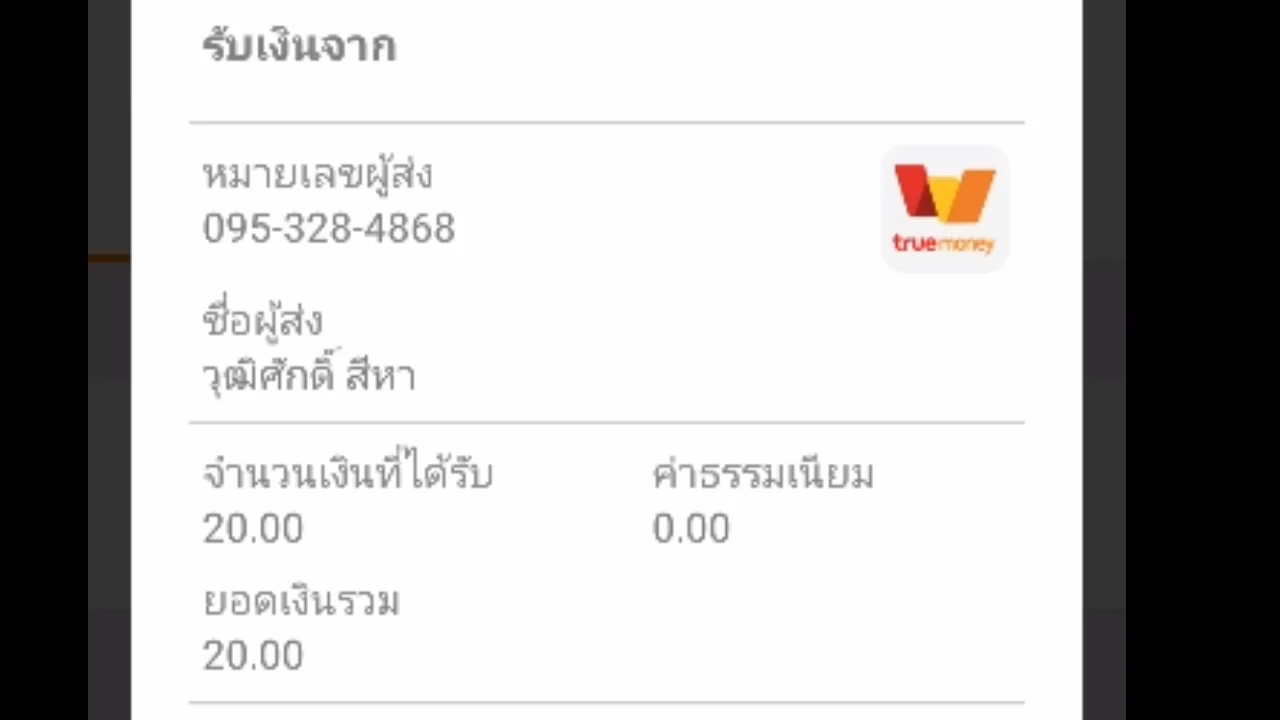 รับเงินจาก
หมายเลขผู้ส่ง
095-328-4868
truemoney
ชื่อผู้ส่ง
วุฒิศักดิ์ สีหา
จำนวนเงินที่ได้รับ ค่าธรรมเนียม
20.00 0.00
ยอดเงินรวม
20.00